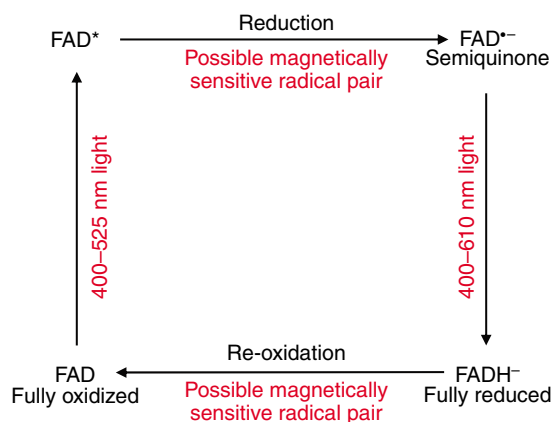 Reduction
FAD*
FAD•−
Possible magnetically
Semiquinone
sensitive radical pair
400–525 nm light
400–610 nm light
Re-oxidation
FAD
FADH−
Fully oxidized
Possible magnetically
Fully reduced
sensitive radical pair